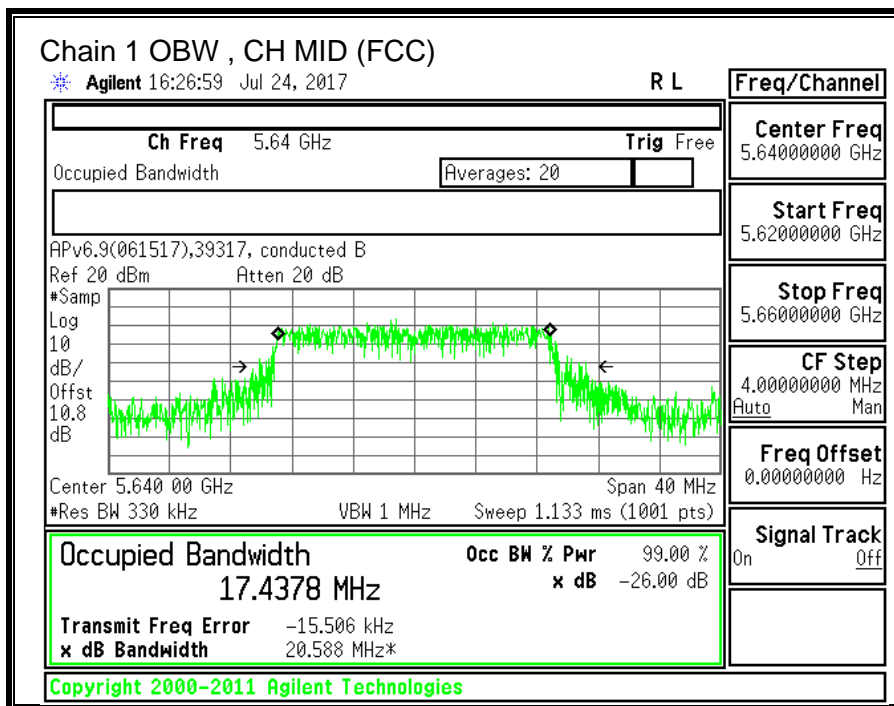 Chain 1 OBW , CH MID (FCC)
Agilent 16:26:59 Jul 24, 2017 R L Freq/Channel
Ch Freq 5.64 GHz Trig Free
Occupied Bandwidth Averages: 20
APv6.9(061517),39317, conducted B
Ref 20 dBm Atten 20 dB
#Samp
Log
10
dB/
Offst
10.8
dB
Center 5.640 00 GHz Span 40 MHz
#Res BW 330 kHz VBW 1 MHz Sweep 1.133 ms (1001 pts)
Occupied Bandwidth Occ BW % Pwr 99.00 %
17.4378 MHz x dB -26.00 dB
Transmit Freq Error -15.506 kHz
x dB Bandwidth 20.588 MHz*
Copyright 2000-2011 Agilent Technologies
Center Freq
5.64000000 GHz
Start Freq
5.62000000 GHz
Stop Freq
5.66000000 GHz
CF Step
4.00000000 MHz
Auto Man
Freq Offset
0.00000000 Hz
Signal Track
On Off